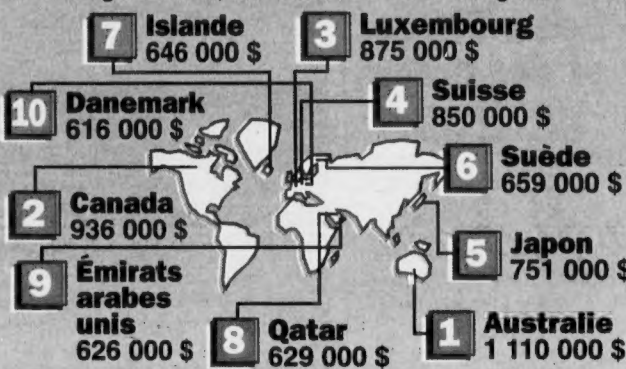 7 Islande
646 000 $
3 Luxembourg
875 000 $
10 Danemark
616 000 $
4 Suisse
850 000 $
6 Suède
659 000 $
2 Canada
936 000 $
5 Japon
751 000 $
9 Émirats
arabes
unis
626 000 $
8 Qatar
629 000 $
1 Australie
1 110 000 $